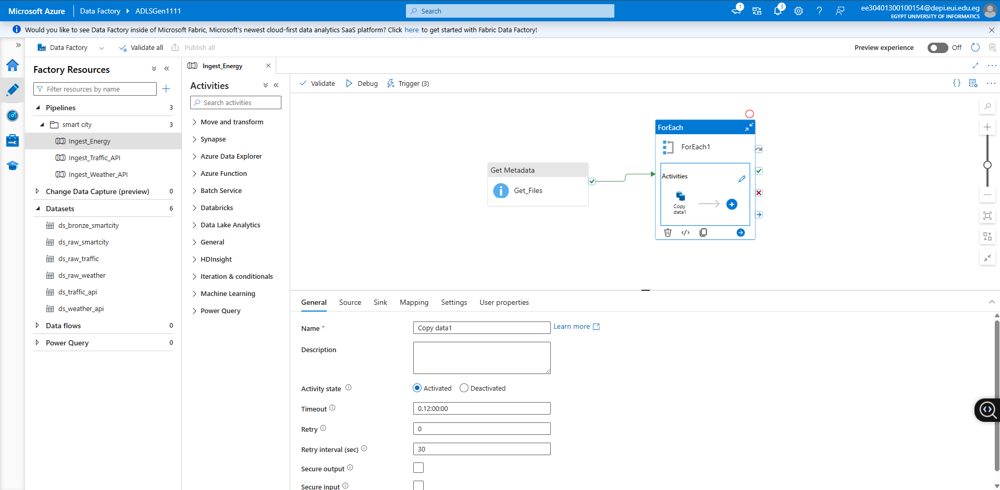 Microsoft Azure
Data Factory
ADLSGen1111
Search
1
3
ee30401300100154@depi.eui.edu.eg
EGYPT UNIVERSITY OF INFORMATICS
Would you like to see Data Factory inside of Microsoft Fabric, Microsoft's newest cloud-first data analytics SaaS platform? Click here to get started with Fabric Data Factory!
Data Factory
Validate all
Publish all
Preview experience
Off
Factory Resources
Filter resources by name
Pipelines 3
smart city 3
Ingest_Energy
Ingest_Traffic_API
Ingest_Weather_API
Change Data Capture (preview) 0
Datasets 6
ds_bronze_smartcity
ds_raw_smartcity
ds_raw_traffic
ds_raw_weather
ds_traffic_api
ds_weather_api
Data flows 0
Power Query 0
Ingest_Energy
Activities
Search activities
Move and transform
Synapse
Azure Data Explorer
Azure Function
Batch Service
Databricks
Data Lake Analytics
General
HDInsight
Iteration & conditionals
Machine Learning
Power Query
Validate
Debug
Trigger (3)
Get Metadata
Get_Files
ForEach
ForEach1
Activities
Copy
data1
General
Source
Sink
Mapping
Settings
User properties
Name *
Copy data1
Learn more
Description
Activity state
Activated
Deactivated
Timeout
0.12:00:00
Retry
0
Retry interval (sec)
30
Secure output
Secure input